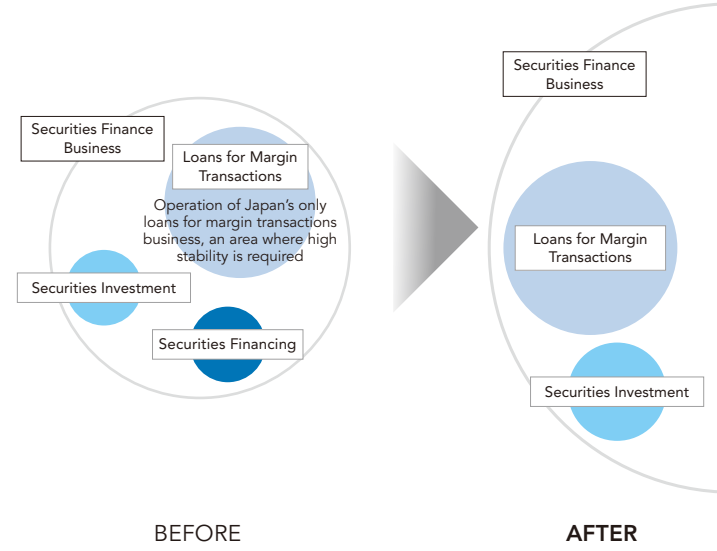 Securities Finance
Business
Loans for Margin
Transactions
Operation of Japan's only
loans for margin transactions
business, an area where high
stability is required
Securities Investment
Securities Financing
BEFORE
Securities Finance
Business
Loans for Margin
Transactions
Securities Investment
AFTER